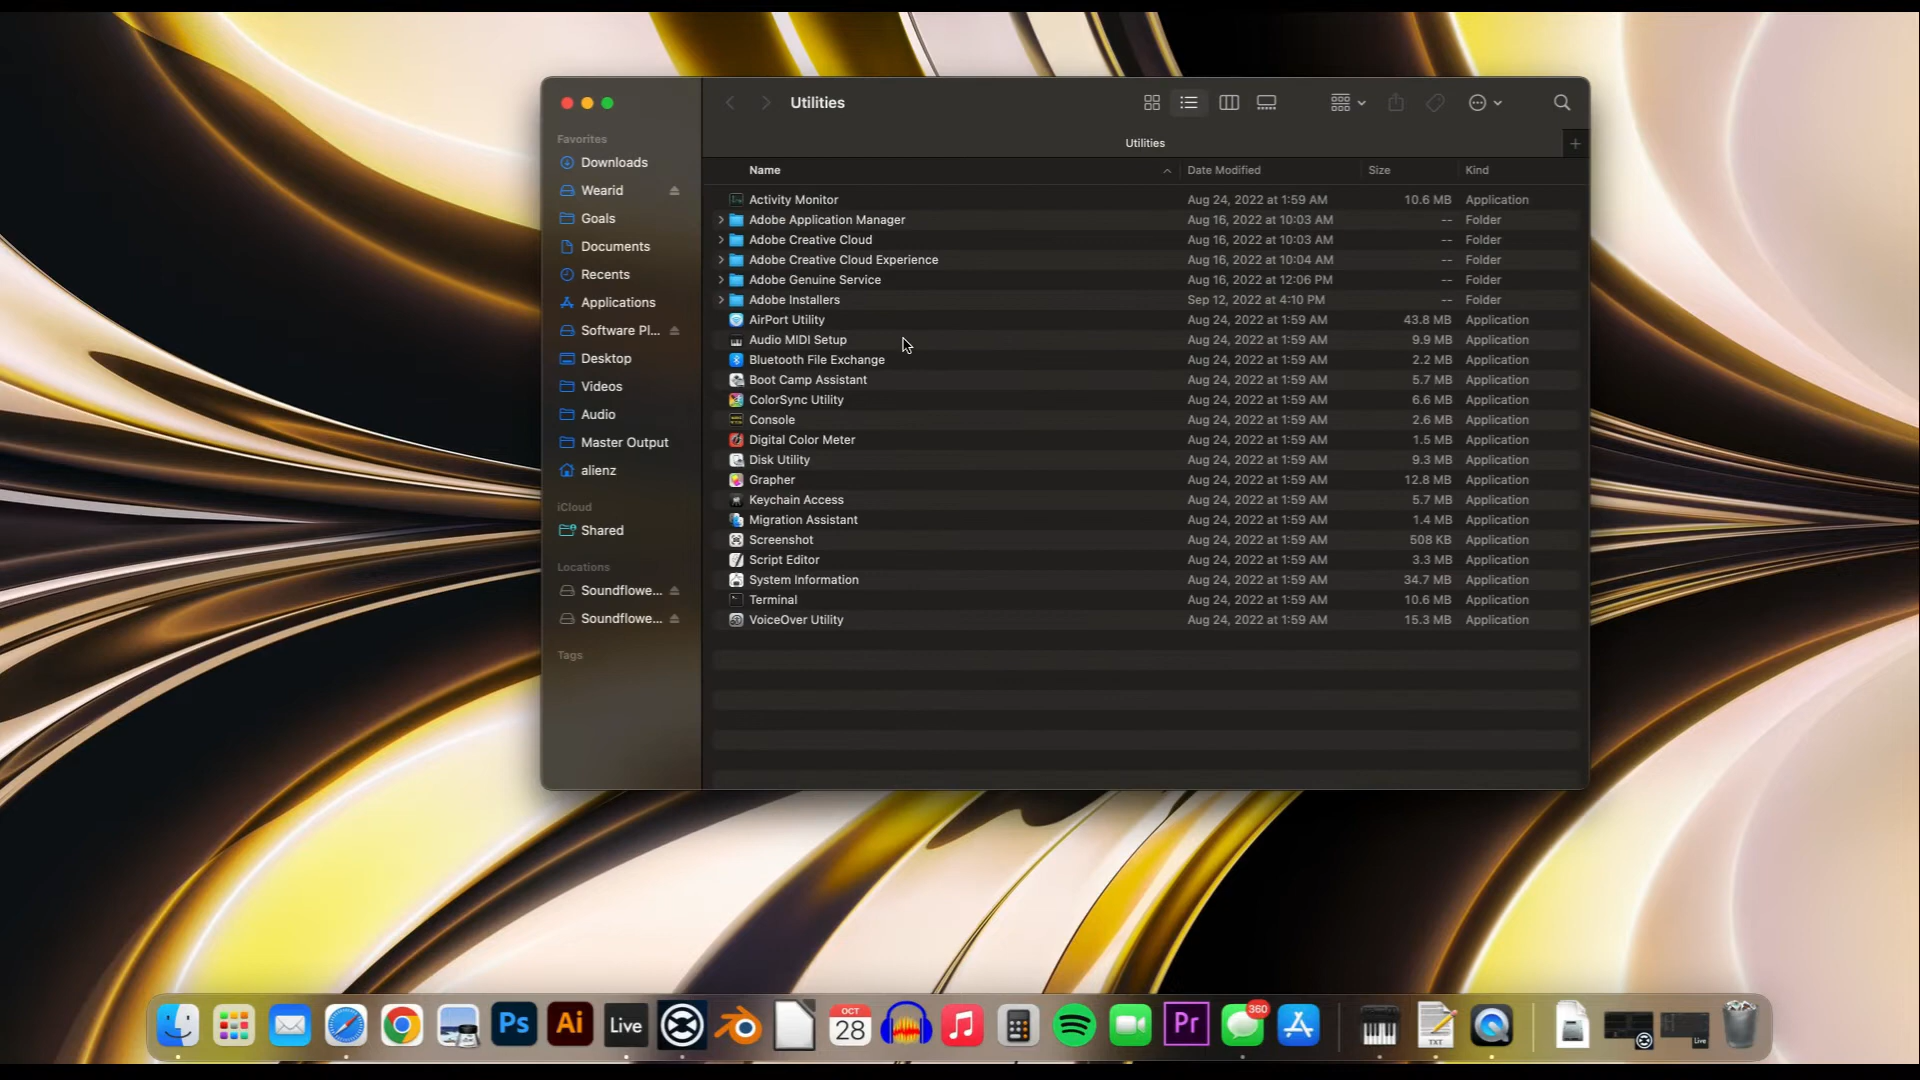 Utilities
Utilities
Favorites
Downloads
Wearid
Goals
Documents
Recents
Applications
Software Pl...
Desktop
Videos
Audio
Master Output
alienz
iCloud
Shared
Locations
Soundflowe...
Soundflowe...
Tags
Name Date Modified Size Kind
Activity Monitor Aug 24, 2022 at 1:59 AM 10.6 MB Application
Adobe Application Manager Aug 16, 2022 at 10:03 AM -- Folder
Adobe Creative Cloud Aug 16, 2022 at 10:03 AM -- Folder
Adobe Creative Cloud Experience Aug 16, 2022 at 10:04 AM -- Folder
Adobe Genuine Service Aug 16, 2022 at 12:06 PM -- Folder
Adobe Installers Sep 12, 2022 at 4:10 PM -- Folder
AirPort Utility Aug 24, 2022 at 1:59 AM 43.8 MB Application
Audio MIDI Setup Aug 24, 2022 at 1:59 AM 9.9 MB Application
Bluetooth File Exchange Aug 24, 2022 at 1:59 AM 2.2 MB Application
Boot Camp Assistant Aug 24, 2022 at 1:59 AM 5.7 MB Application
ColorSync Utility Aug 24, 2022 at 1:59 AM 6.6 MB Application
Console Aug 24, 2022 at 1:59 AM 2.6 MB Application
Digital Color Meter Aug 24, 2022 at 1:59 AM 1.5 MB Application
Disk Utility Aug 24, 2022 at 1:59 AM 9.3 MB Application
Grapher Aug 24, 2022 at 1:59 AM 12.8 MB Application
Keychain Access Aug 24, 2022 at 1:59 AM 5.7 MB Application
Migration Assistant Aug 24, 2022 at 1:59 AM 1.4 MB Application
Screenshot Aug 24, 2022 at 1:59 AM 508 KB Application
Script Editor Aug 24, 2022 at 1:59 AM 3.3 MB Application
System Information Aug 24, 2022 at 1:59 AM 34.7 MB Application
Terminal Aug 24, 2022 at 1:59 AM 10.6 MB Application
VoiceOver Utility Aug 24, 2022 at 1:59 AM 15.3 MB Application
Ps
Ai
Live
OCT
28
Pr
360
TXT
Live